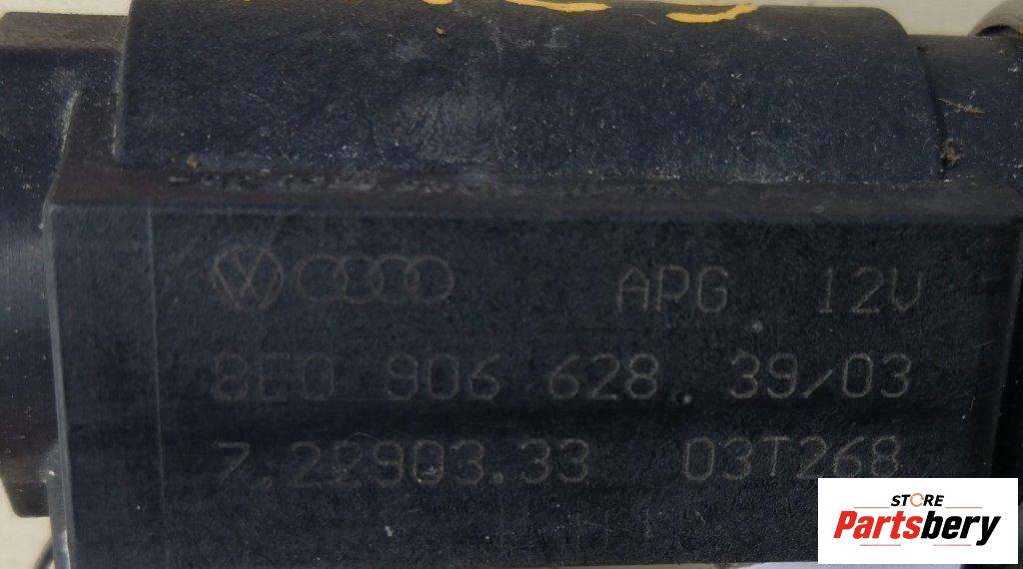 APG 12V
8E0 906 628 39/03
7.22903.33 03T268
STORE
Partsbery